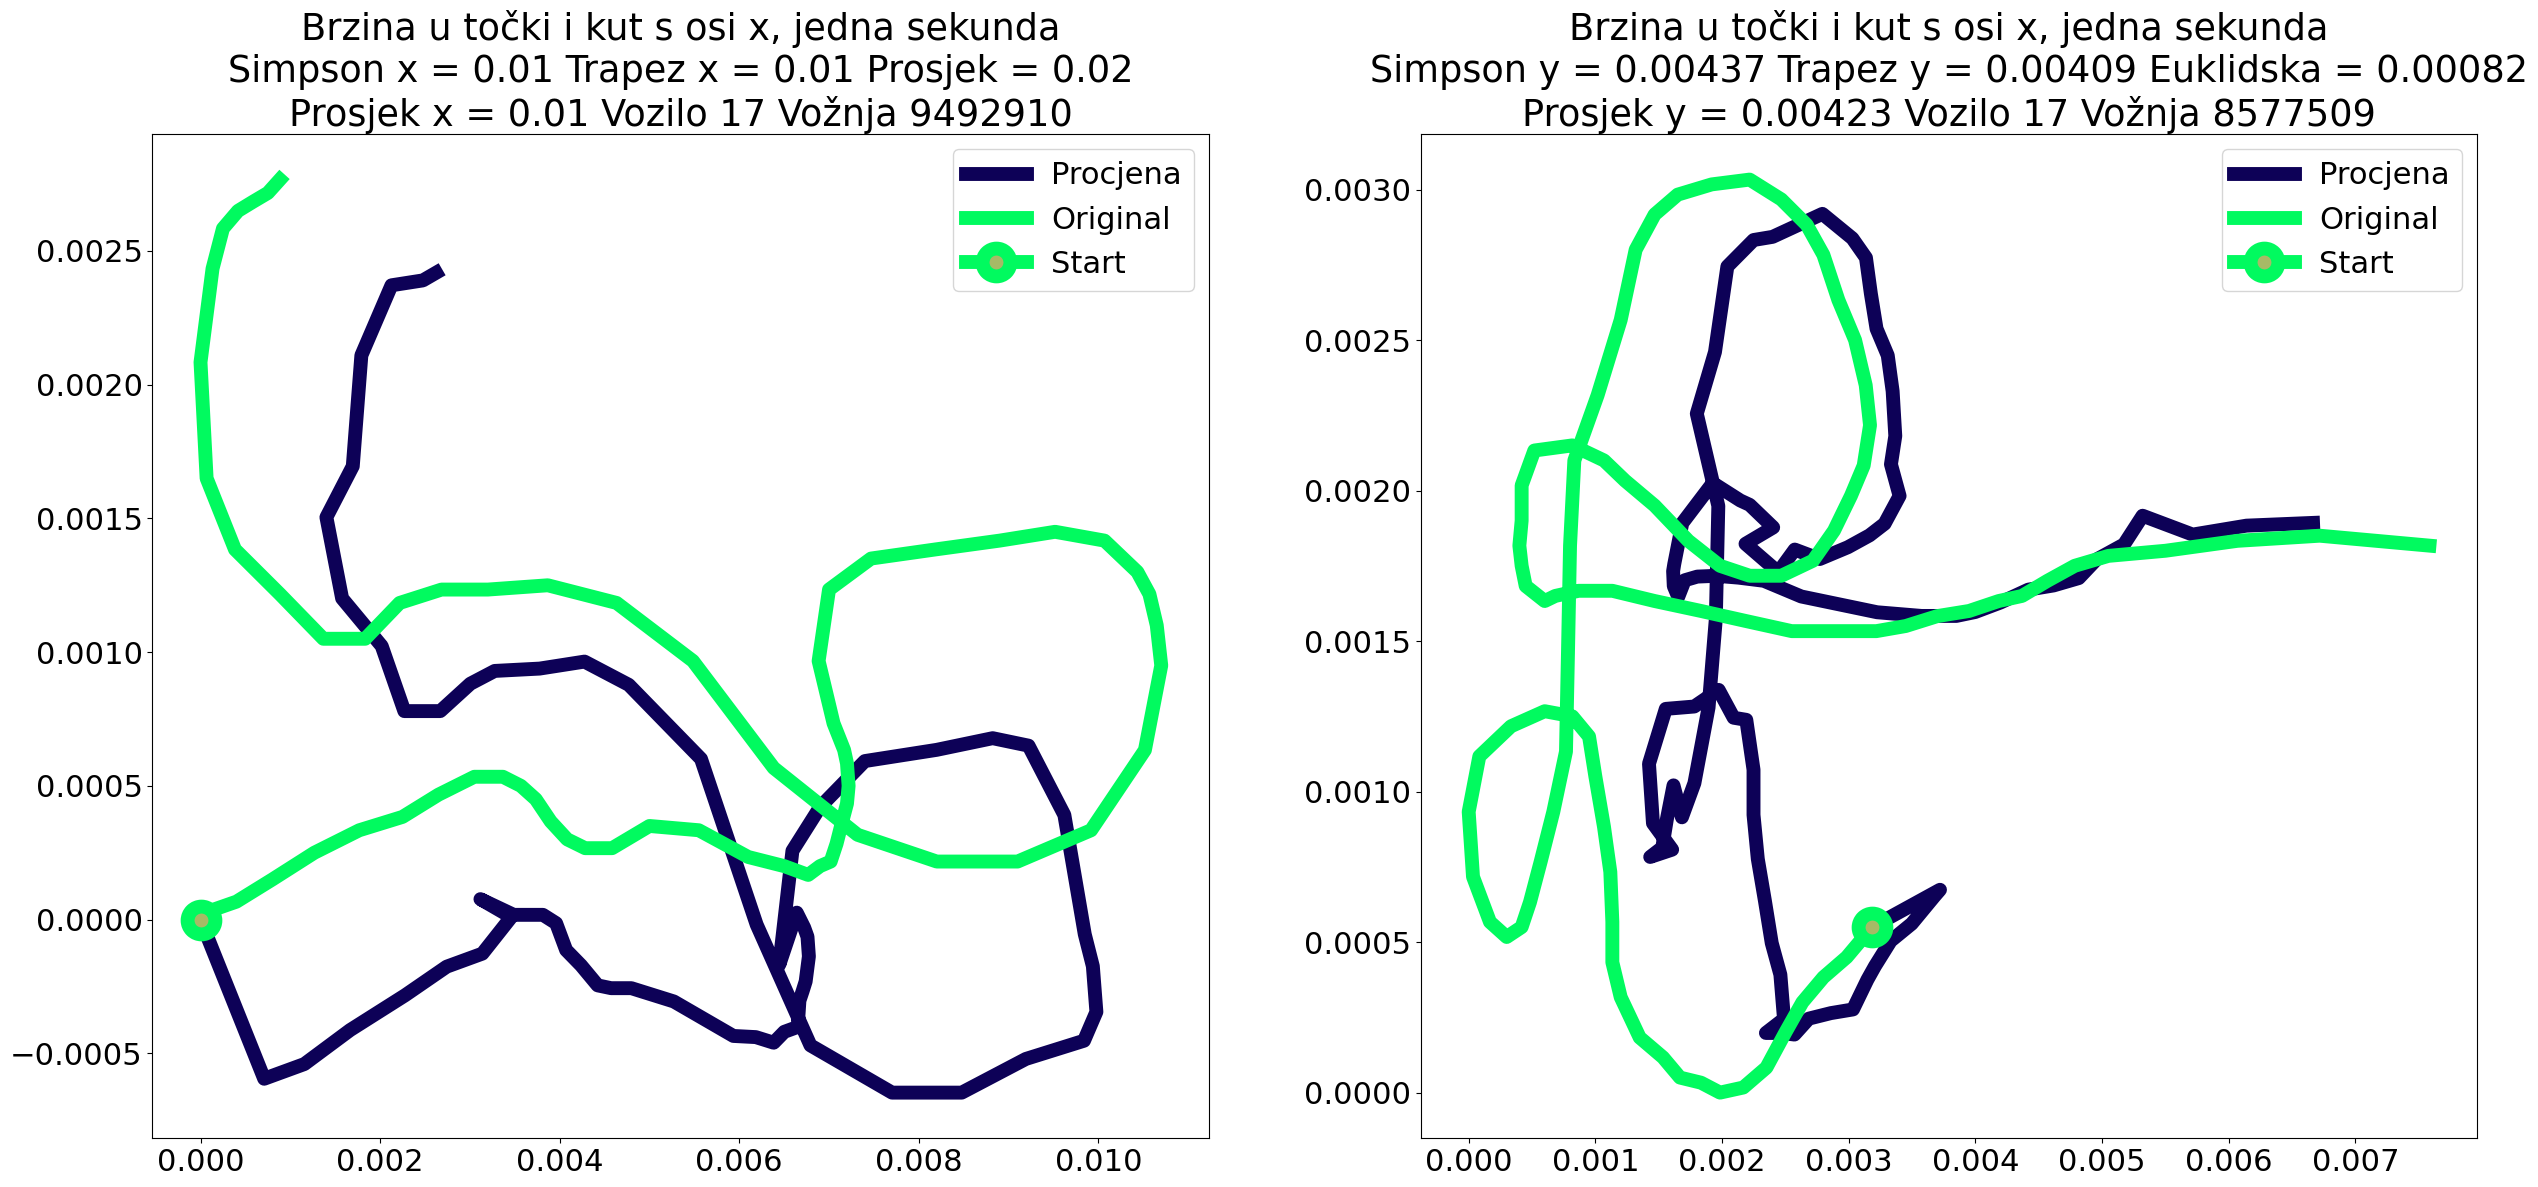 Brzina u točki i kut s osi x, jedna sekunda
Simpson x = 0.01 Trapez x = 0.01 Prosjek = 0.02
Prosjek x = 0.01 Vozilo 17 Vožnja 9492910
Procjena
Original
Start
0.0025
0.0020
0.0015
0.0010
0.0005
0.0000
−0.0005
0.000 0.002 0.004 0.006 0.008 0.010
Brzina u točki i kut s osi x, jedna sekunda
Simpson y = 0.00437 Trapez y = 0.00409 Euklidska = 0.00082
Prosjek y = 0.00423 Vozilo 17 Vožnja 8577509
Procjena
Original
Start
0.0030
0.0025
0.0020
0.0015
0.0010
0.0005
0.0000
0.000 0.001 0.002 0.003 0.004 0.005 0.006 0.007